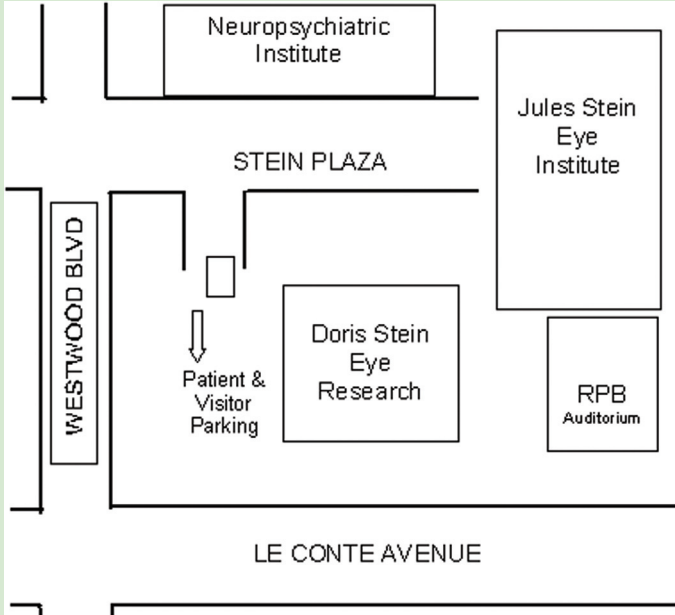 Neuropsychiatric
Institute
Jules Stein
Eye
Institute
STEIN PLAZA
WESTWOOD BLVD
Doris Stein
Eye
Research
Patient &
Visitor
Parking
RPB
Auditorium
LE CONTE AVENUE